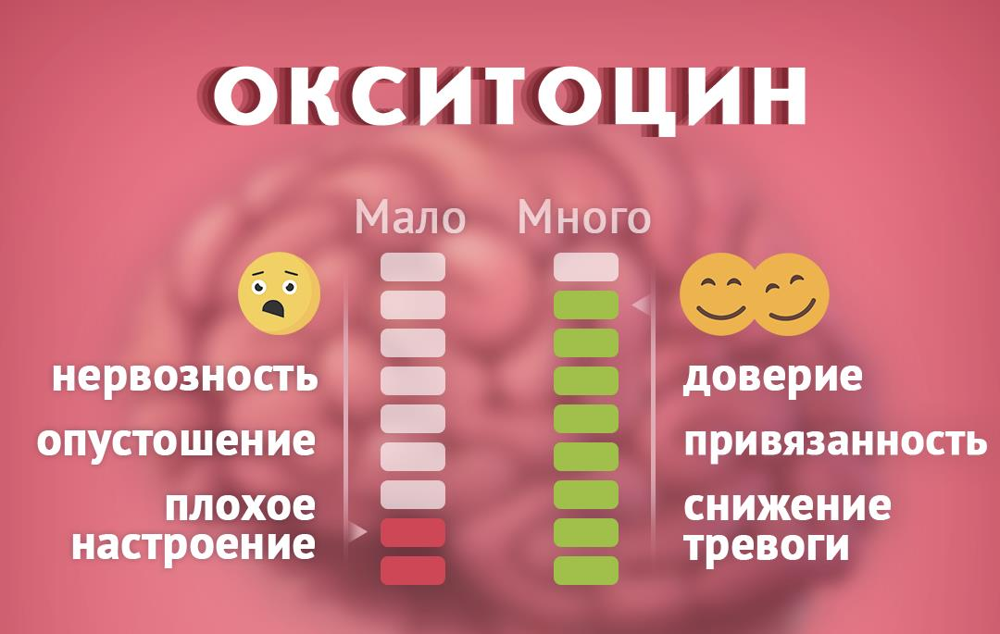 ОКСИТОЦИН
Мало
Много
нервозность
опустошение
плохое
настроение
доверие
привязанность
снижение
тревоги